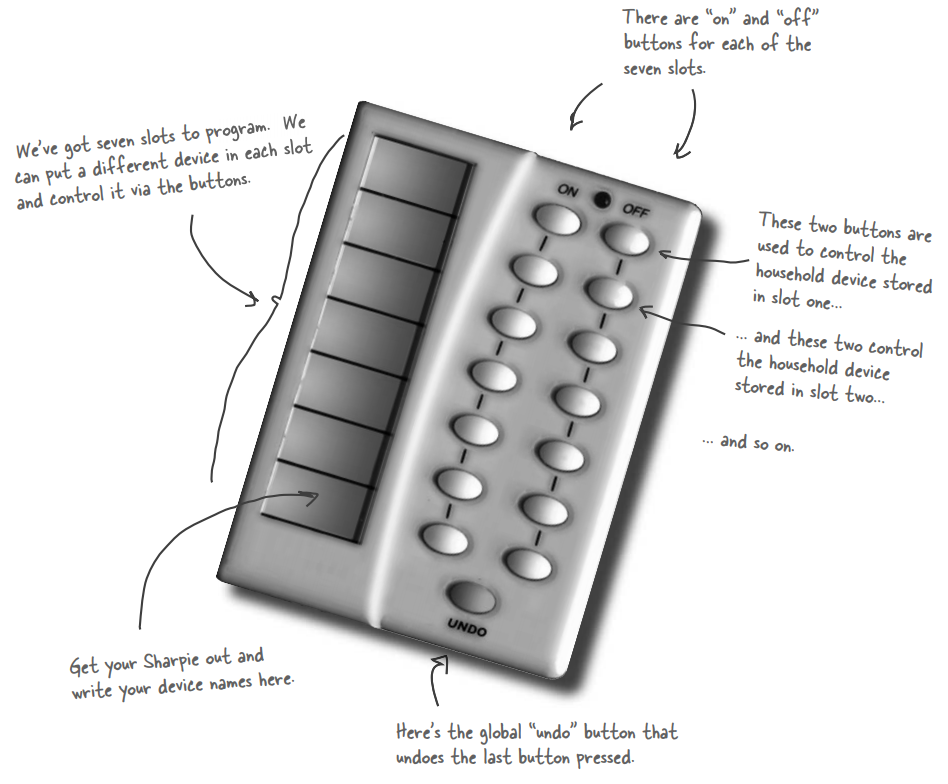 There are “on” and “off”
buttons for each of the
seven slots.
We’ve got seven slots to program. We
can put a different device in each slot
and control it via the buttons.
ON
OFF
These two buttons are
used to control the
household device stored
in slot one...
... and these two control
the household device
stored in slot two...
... and so on.
UNDO
Get your Sharpie out and
write your device names here.
Here’s the global “undo” button that
undoes the last button pressed.